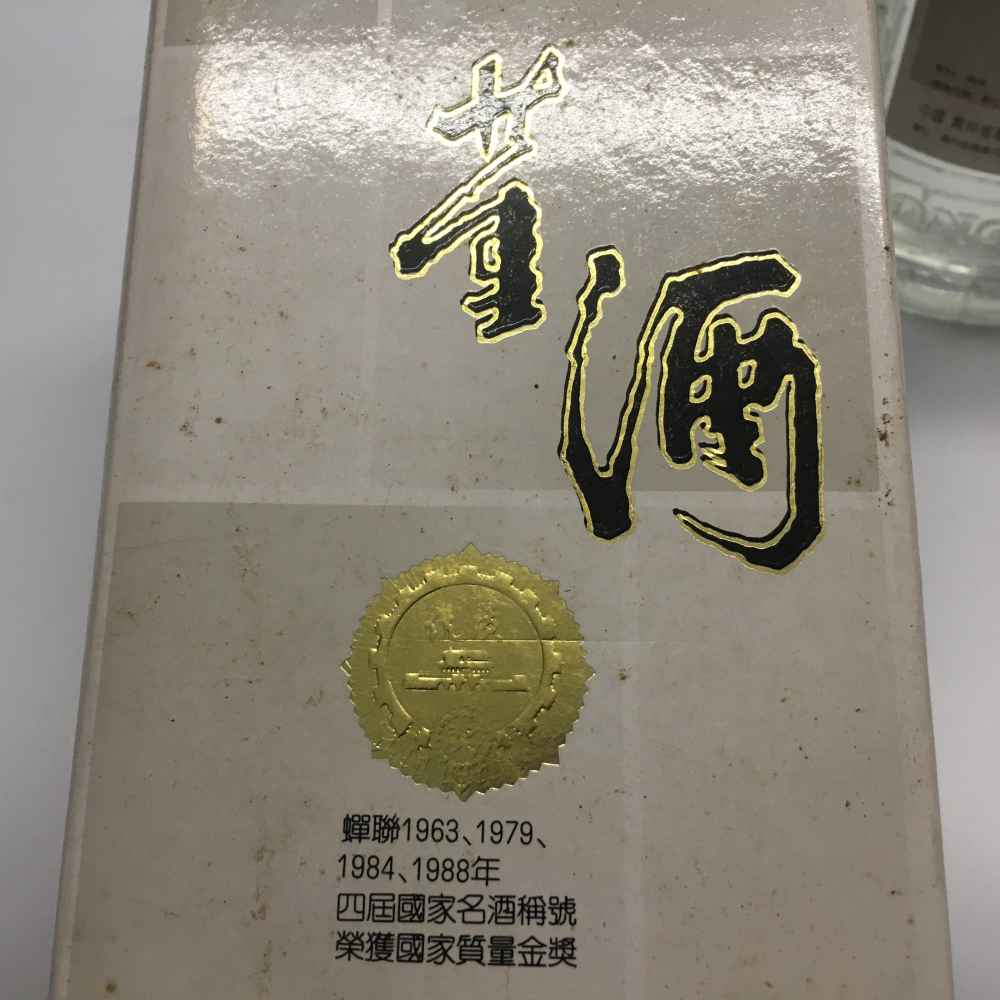 董酒
蟬聯1963、1979、
1984、1988年
四屆國家名酒稱號
榮獲國家質量金獎